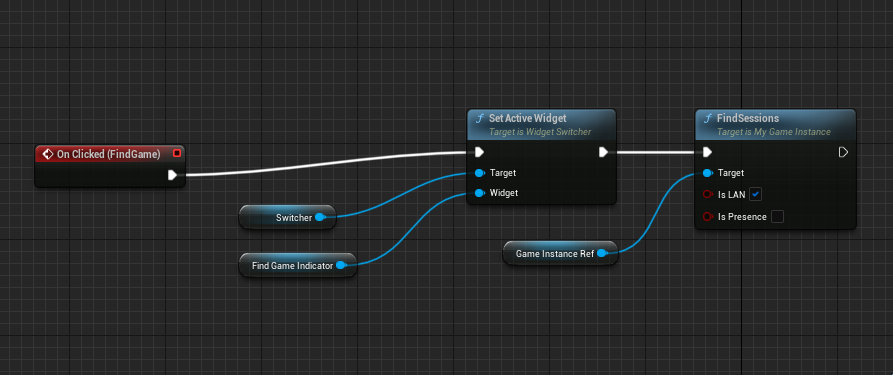 On Clicked (FindGame)
Switcher
Find Game Indicator
f Set Active Widget
Target is Widget Switcher
Target
Widget
Game Instance Ref
f FindSessions
Target is My Game Instance
Target
Is LAN
Is Presence